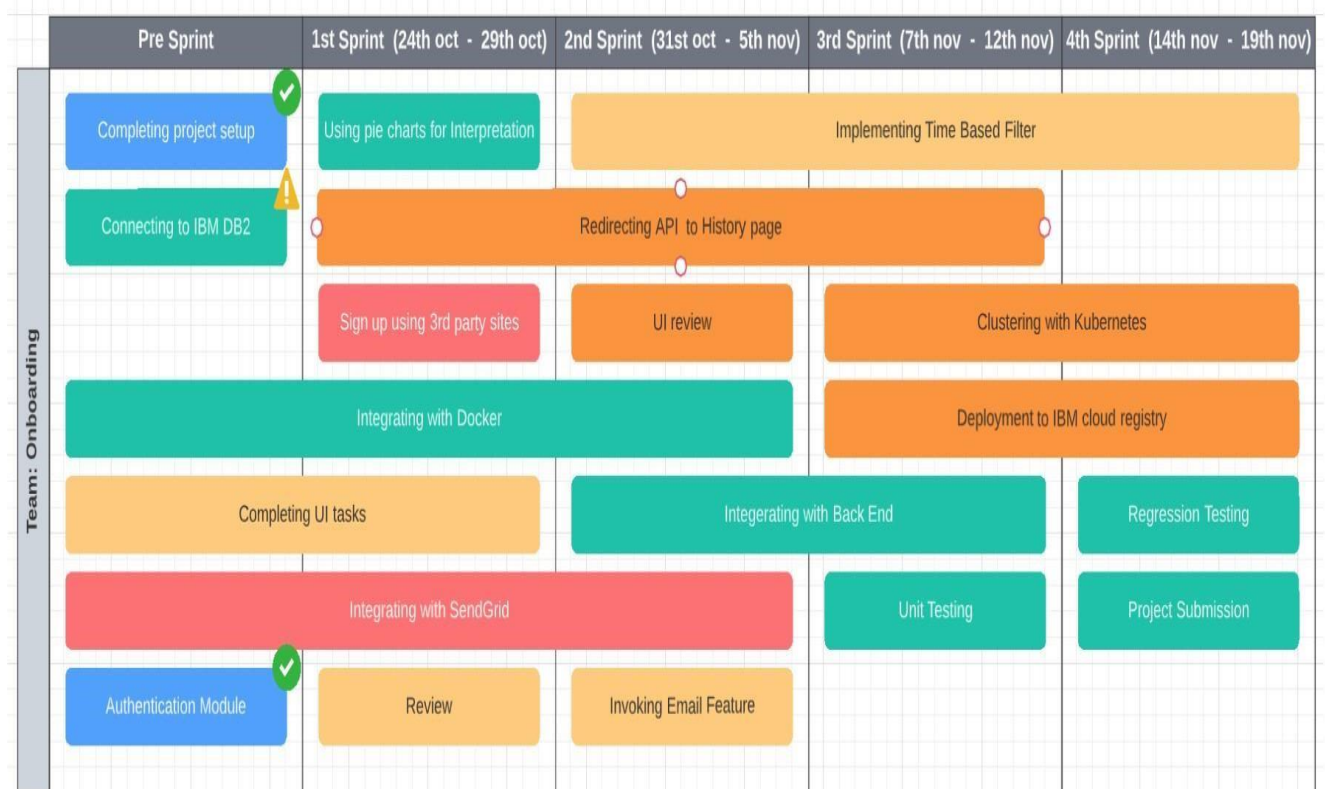 Pre Sprint
1st Sprint (24th oct - 29th oct)
2nd Sprint (31st oct - 5th nov)
3rd Sprint (7th nov - 12th nov)
4th Sprint (14th nov - 19th nov)
Team: Onboarding
Completing project setup
Using pie charts for Interpretation
Implementing Time Based Filter
Connecting to IBM DB2
Redirecting API to History page
Sign up using 3rd party sites
UI review
Clustering with Kubernetes
Integrating with Docker
Deployment to IBM cloud registry
Completing UI tasks
Integerating with Back End
Regression Testing
Integrating with SendGrid
Unit Testing
Project Submission
Authentication Module
Review
Invoking Email Feature